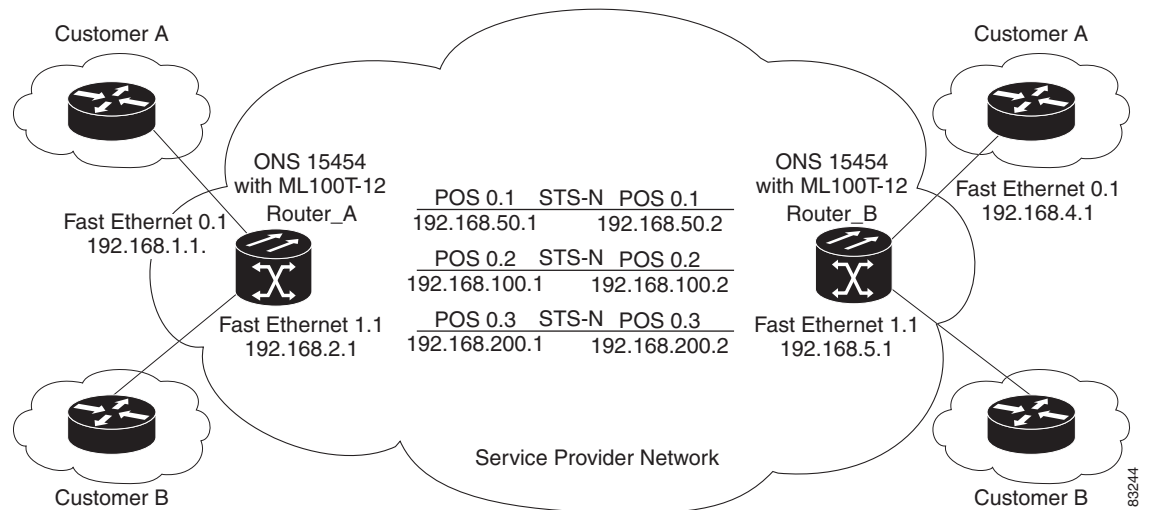 Customer A
Customer A
ONS 15454
with ML100T-12
Router_A
ONS 15454
with ML100T-12
Router_B
Fast Ethernet 0.1
192.168.1.1.
Fast Ethernet 0.1
192.168.4.1
POS 0.1 STS-N POS 0.1
192.168.50.1 192.168.50.2
POS 0.2 STS-N POS 0.2
192.168.100.1 192.168.100.2
POS 0.3 STS-N POS 0.3
192.168.200.1 192.168.200.2
Fast Ethernet 1.1
192.168.2.1
Fast Ethernet 1.1
192.168.5.1
Service Provider Network
Customer B
Customer B
83244